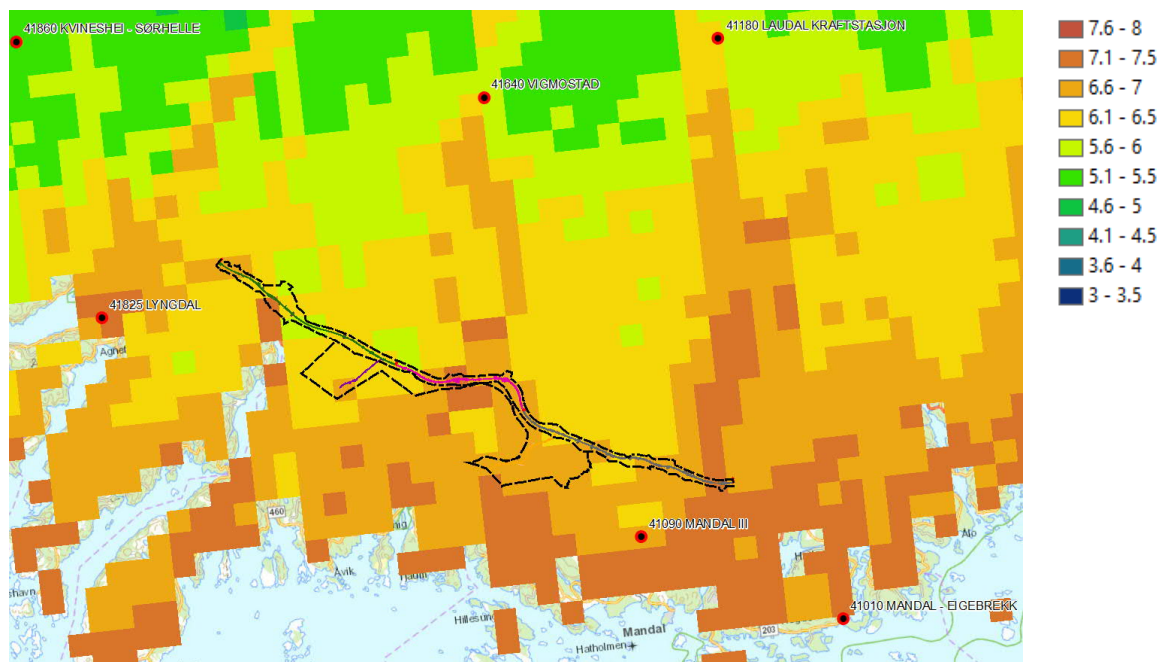 41860 KVINESHEI - SØRHELLE
41180 LAUDAL KRAFTSTASJON
41640 VIGMOSTAD
41825 LYNGDAL
460
Åvik
41090 MANDAL III
41010 MANDAL - EIGEBREKK
Mandal
203
Hatholmen
7.6 - 8
7.1 - 7.5
6.6 - 7
6.1 - 6.5
5.6 - 6
5.1 - 5.5
4.6 - 5
4.1 - 4.5
3.6 - 4
3 - 3.5